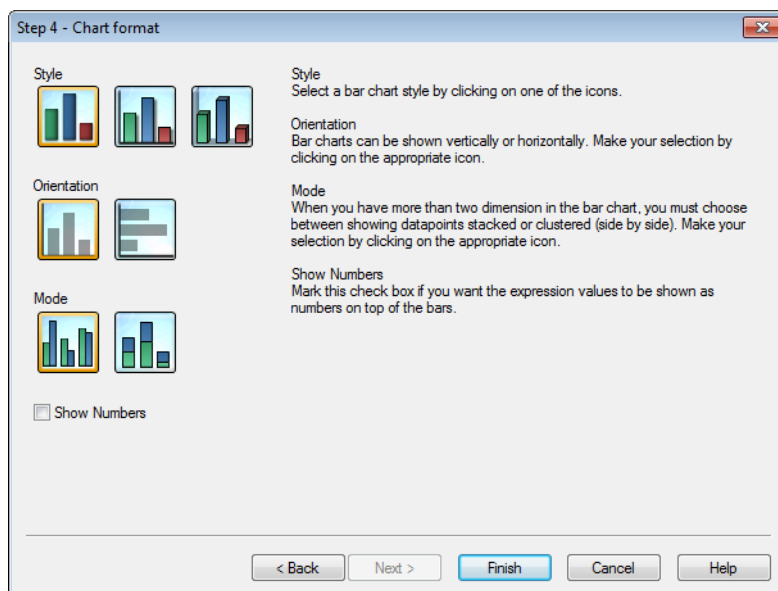 Step 4 - Chart format
Style
Style
Select a bar chart style by clicking on one of the icons.
Orientation
Bar charts can be shown vertically or horizontally. Make your selection by
clicking on the appropriate icon.
Orientation
Mode
When you have more than two dimension in the bar chart, you must choose
between showing datapoints stacked or clustered (side by side). Make your
selection by clicking on the appropriate icon.
Mode
Show Numbers
Mark this check box if you want the expression values to be shown as
numbers on top of the bars.
Show Numbers
< Back
Next >
Finish
Cancel
Help